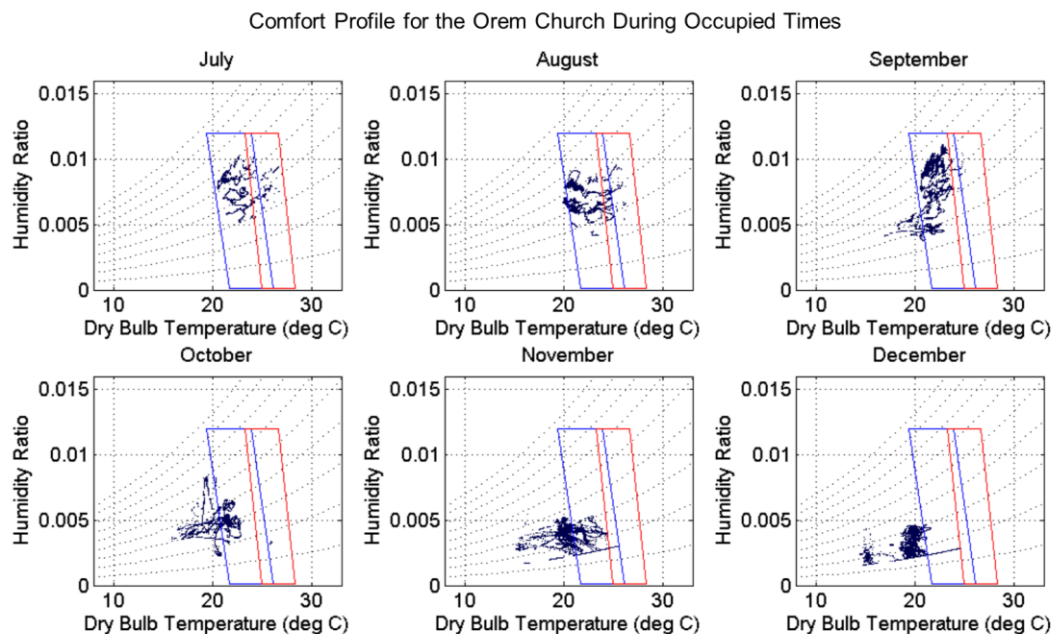 Comfort Profile for the Orem Church During Occupied Times
July
August
September
0.015
0.01
0.005
0
Humidity Ratio
10 20 30
Dry Bulb Temperature (deg C)
0.015
0.01
0.005
0
Humidity Ratio
10 20 30
Dry Bulb Temperature (deg C)
0.015
0.01
0.005
0
Humidity Ratio
10 20 30
Dry Bulb Temperature (deg C)
October
November
December
0.015
0.01
0.005
0
Humidity Ratio
10 20 30
Dry Bulb Temperature (deg C)
0.015
0.01
0.005
0
Humidity Ratio
10 20 30
Dry Bulb Temperature (deg C)
0.015
0.01
0.005
0
Humidity Ratio
10 20 30
Dry Bulb Temperature (deg C)